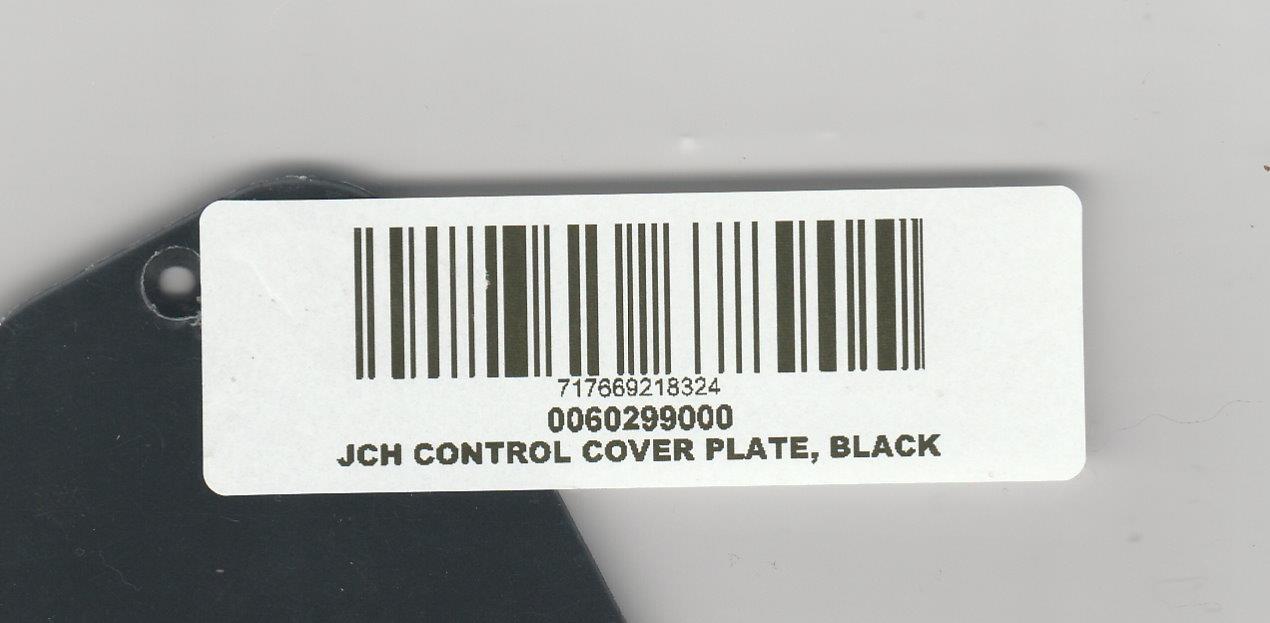 717669218324
0060299000
JCH CONTROL COVER PLATE, BLACK